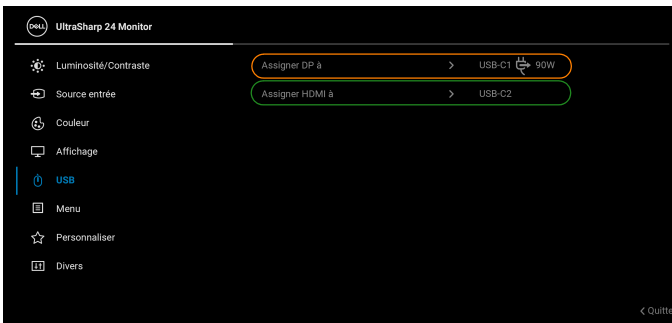 DELL UltraSharp 24 Monitor
Luminosité/Contraste
Assigner DP à > USB-C1 90W
Source entrée
Assigner HDMI à > USB-C2
Couleur
Affichage
USB
Menu
Personnaliser
Divers
< Quitte